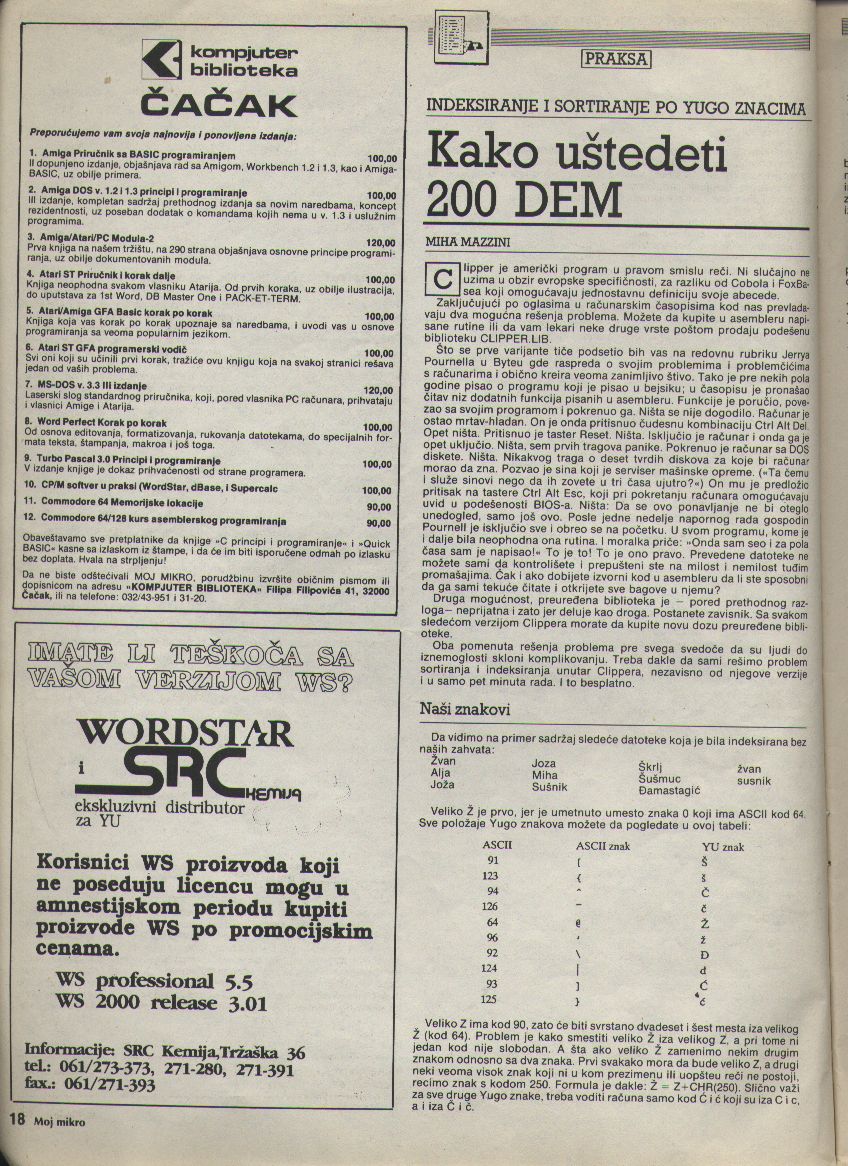 kompjuter
biblioteka
ČAČAK
Preporučujemo vam svoja najnovija i ponovljena izdanja:
1. Amiga Priručnik sa BASIC programiranjem 100,00
II dopunjeno izdanje, objašnjava rad sa Amigom, Workbench 1.2 i 1.3, kao i Amiga-
BASIC, uz obilje primera.
2. Amiga DOS v. 1.2 i 1.3 principi i programiranje 100,00
III izdanje, kompletan sadržaj prethodnog izdanja sa novim naredbama, koncept
rezidentnosti, uz poseban dodatak o komandama kojih nema u v. 1.3 i uslužnim
programima.
3. Amiga/Atari/PC Modula-2 120,00
Prva knjiga na našem tržištu, na 290 strana objašnjava osnovne principe programi-
ranja, uz obilje dokumentovanih modula.
4. Atari ST Priručnik i korak dalje 100,00
Knjiga neophodna svakom vlasniku Atarija. Od prvih koraka, uz obilje ilustracija,
do uputstava za 1st Word, DB Master One i PACK-ET-TERM.
5. Atari/Amiga GFA Basic korak po korak 100,00
Knjiga koja vas korak po korak upoznaje sa naredbama, i uvodi vas u osnove
programiranja sa veoma popularnim jezikom.
6. Atari ST GFA programerski vodič 100,00
Svi oni koji su učinili prvi korak, tražiće ovu knjigu koja na svakoj stranici rešava
jedan od vaših problema.
7. MS-DOS v. 3.3 III izdanje 120,00
Laserski slog standardnog priručnika, koji, pored vlasnika PC računara, prihvataju
i vlasnici Amige i Atarija.
8. Word Perfect Korak po korak 100,00
Od osnova editovanja, formatizovanja, rukovanja datotekama, do specijalnih for-
mata teksta, štampanja, makroa i još toga.
9. Turbo Pascal 3.0 Principi i programiranje 100,00
V izdanje knjige je dokaz prihvaćenosti od strane programera.
10. CP/M softver u praksi (WordStar, dBase, i Supercalc 100,00
11. Commodore 64 Memorijske lokacije 90,00
12. Commodore 64/128 kurs asemblerskog programiranja 90,00
Obaveštavamo sve pretplatnike da knjige »C principi i programiranje« i »Quick
BASIC« kasne sa izlaskom iz štampe, i da će im biti isporučene odmah po izlasku
bez doplata. Hvala na strpljenju!
Da ne biste odštećivali MOJ MIKRO, porudžbinu izvršite običnim pismom ili
dopisnicom na adresu »KOMPJUTER BIBLIOTEKA« Filipa Filipovića 41, 32000
Čačak, ili na telefone: 032/43-951 i 31-20.
IMATE LI TEŠKOČA SA
VAŠOM VERZIJOM WS?
WORDSTAR
i SRC KEMIJA
ekskluzivni distributor
za YU
Korisnici WS proizvoda koji
ne poseduju licencu mogu u
amnestijskom periodu kupiti
proizvode WS po promocijskim
cenama.
WS professional 5.5
WS 2000 release 3.01
Informacije: SRC Kemija,Tržaška 36
tel.: 061/273-373, 271-280, 271-391
fax.: 061/271-393
18 Moj mikro
PRAKSA
INDEKSIRANJE I SORTIRANJE PO YUGO ZNACIMA
Kako uštedeti
200 DEM
MIHA MAZZINI
Clipper je američki program u pravom smislu reči. Ni slučajno ne
uzima u obzir evropske specifičnosti, za razliku od Cobola i FoxBa-
sea koji omogućavaju jednostavnu definiciju svoje abecede.
Zaključujući po oglasima u računarskim časopisima kod nas prevlada-
vaju dva mogućna rešenja problema. Možete da kupite u asembleru napi-
sane rutine ili da vam lekari neke druge vrste poštom prodaju podešenu
biblioteku CLIPPER.LIB.
Što se prve varijante tiče podsetio bih vas na redovnu rubriku Jerrya
Pournella u Byteu gde raspreda o svojim problemima i problemčićima
s računarima i obično kreira veoma zanimljivo štivo. Tako je pre nekih pola
godine pisao o programu koji je pisao u bejsiku; u časopisu je pronašao
čitav niz dodatnih funkcija pisanih u asembleru. Funkcije je poručio, pove-
zao sa svojim programom i pokrenuo ga. Ništa se nije dogodilo. Računar je
ostao mrtav-hladan. On je onda pritisnuo čudesnu kombinaciju Ctrl Alt Del.
Opet ništa. Pritisnuo je taster Reset. Ništa. Isključio je računar i onda ga je
opet uključio. Ništa, sem prvih tragova panike. Pokrenuo je računar sa DOS
diskete. Ništa. Nikakvog traga o deset tvrdih diskova za koje bi računar
morao da zna. Pozvao je sina koji je serviser mašinske opreme. (»Ta čemu
i služe sinovi nego da ih zovete u tri časa ujutro?«) On mu je predložio
pritisak na tastere Ctrl Alt Esc, koji pri pokretanju računara omogućavaju
uvid u podešenosti BIOS-a. Ništa: Da se ovo ponavljanje ne bi oteglo
unedogled, samo još ovo. Posle jedne nedelje napornog rada gospodin
Pournell je isključio sve i obreo se na početku. U svom programu, kome je
i dalje bila neophodna ona rutina. I moralka priče: »Onda sam seo i za pola
časa sam je napisao!« To je to! To je ono pravo. Prevedene datoteke ne
možete sami da kontrolišete i prepušteni ste na milost i nemilost tuđim
promašajima. Čak i ako dobijete izvorni kod u asembleru da li ste sposobni
da ga sami tekuće čitate i otkrijete sve bagove u njemu?
Druga mogućnost, preuređena biblioteka je — pored prethodnog raz-
loga— neprijatna i zato jer deluje kao droga. Postanete zavisnik. Sa svakom
sledećom verzijom Clippera morate da kupite novu dozu preuređene bibli-
oteke.
Oba pomenuta rešenja problema pre svega svedoče da su ljudi do
iznemoglosti skloni komplikovanju. Treba dakle da sami rešimo problem
sortiranja i indeksiranja unutar Clippera, nezavisno od njegove verzije
i u samo pet minuta rada. I to besplatno.
Naši znakovi
Da vidimo na primer sadržaj sledeće datoteke koja je bila indeksirana bez
naših zahvata:
Žvan Joza Škrlj žvan
Alja Miha Šušmuc susnik
Joža Sušnik Đamastagić
Veliko Ž je prvo, jer je umetnuto umesto znaka 0 koji ima ASCII kod 64.
Sve položaje Yugo znakova možete da pogledate u ovoj tabeli:
ASCII ASCII znak YU znak
91 [ Š
123 { š
94 ^ Č
126 ~ č
64 @ Ž
96 ‘ ž
92 \ Đ
124 | đ
93 ] Ć
125 } ć
Veliko Z ima kod 90, zato će biti svrstano dvadeset i šest mesta iza velikog
Ž (kod 64). Problem je kako smestiti veliko Ž iza velikog Z, a pri tome ni
jedan kod nije slobodan. A šta ako veliko Ž zamenimo nekim drugim
znakom odnosno sa dva znaka. Prvi svakako mora da bude veliko Z, a drugi
neki veoma visok znak koji ni u kom prezimenu ili uopšteu reči ne postoji,
recimo znak s kodom 250. Formula je dakle: Ž = Z+CHR(250). Slično važi
za sve druge Yugo znake, treba voditi računa samo kod Ć i ć koji su iza C i c,
a i iza Č i č.